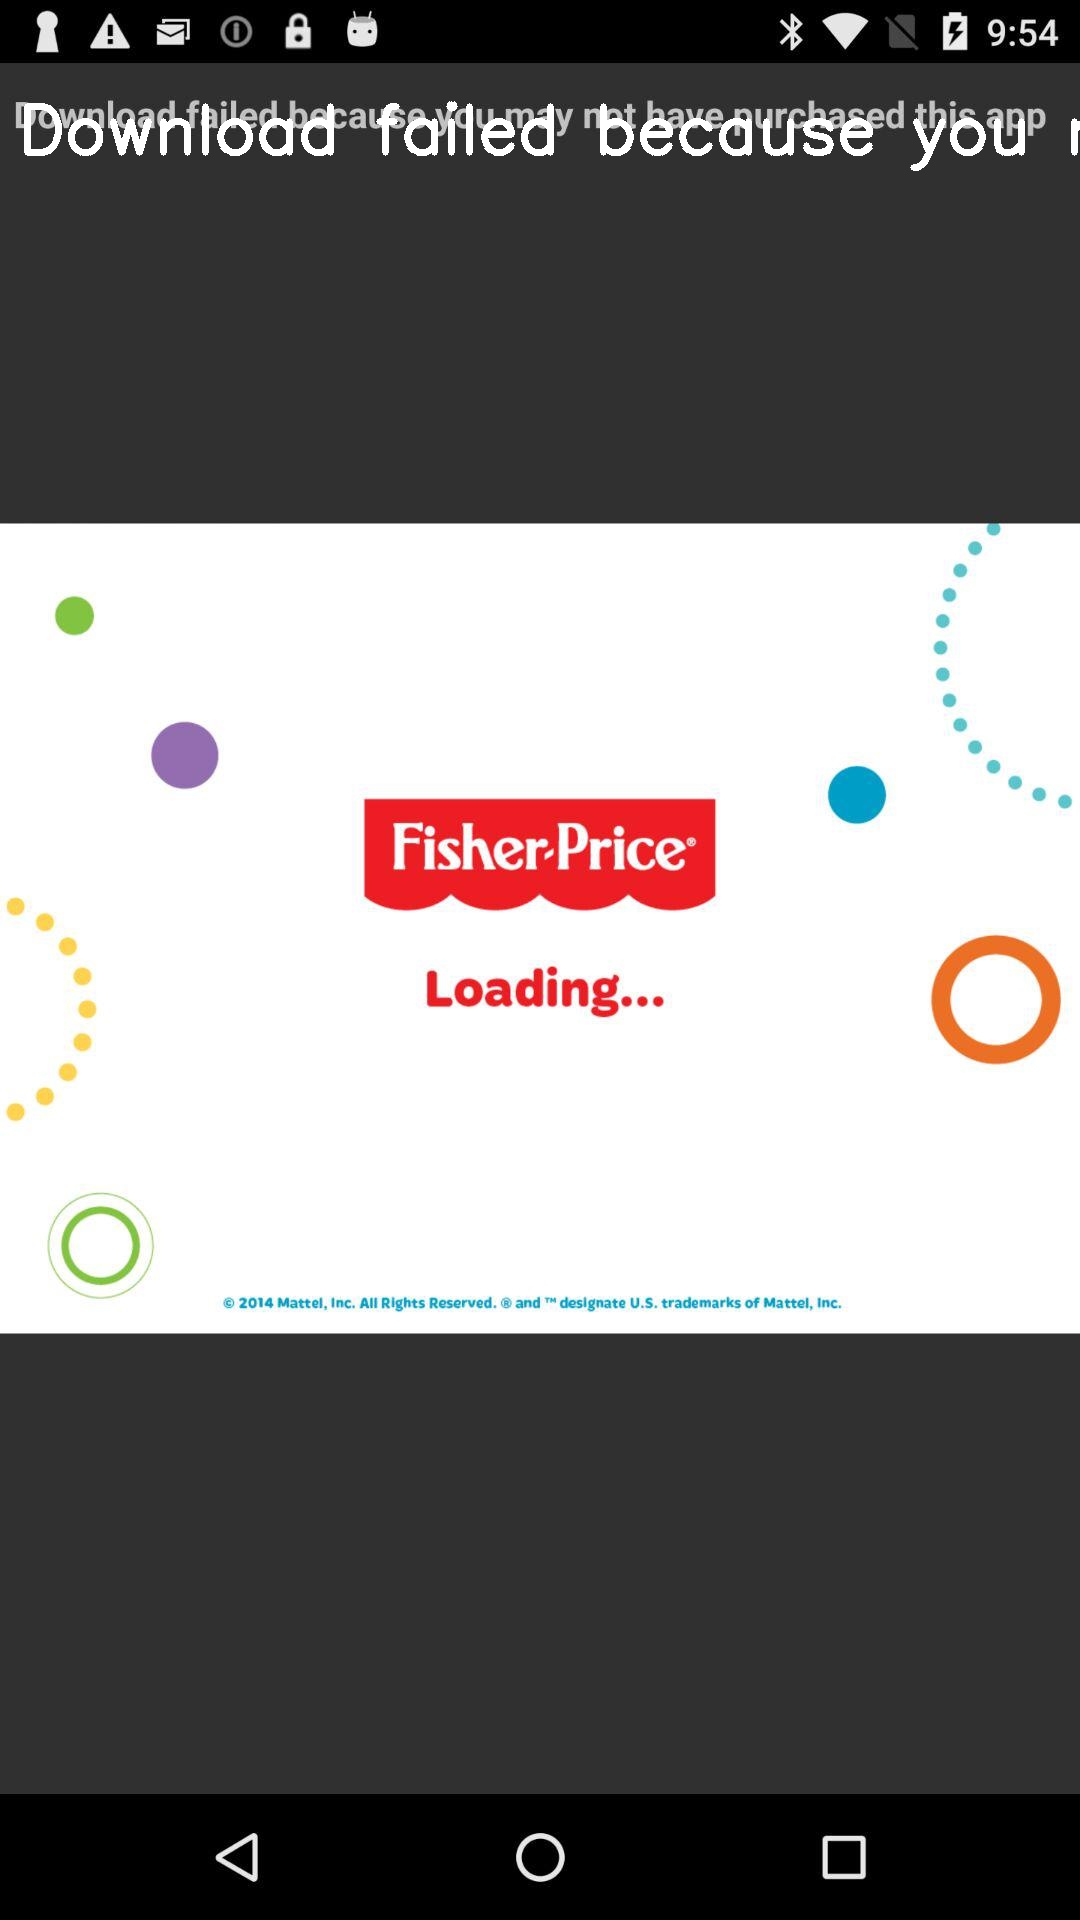 9:54
Download failed because you may not have purchased this app
Download failed because you
Fisher-Price®
Loading...
© 2014 Mattel, Inc. All Rights Reserved. ® and ™ designate U.S. trademarks of Mattel, Inc.